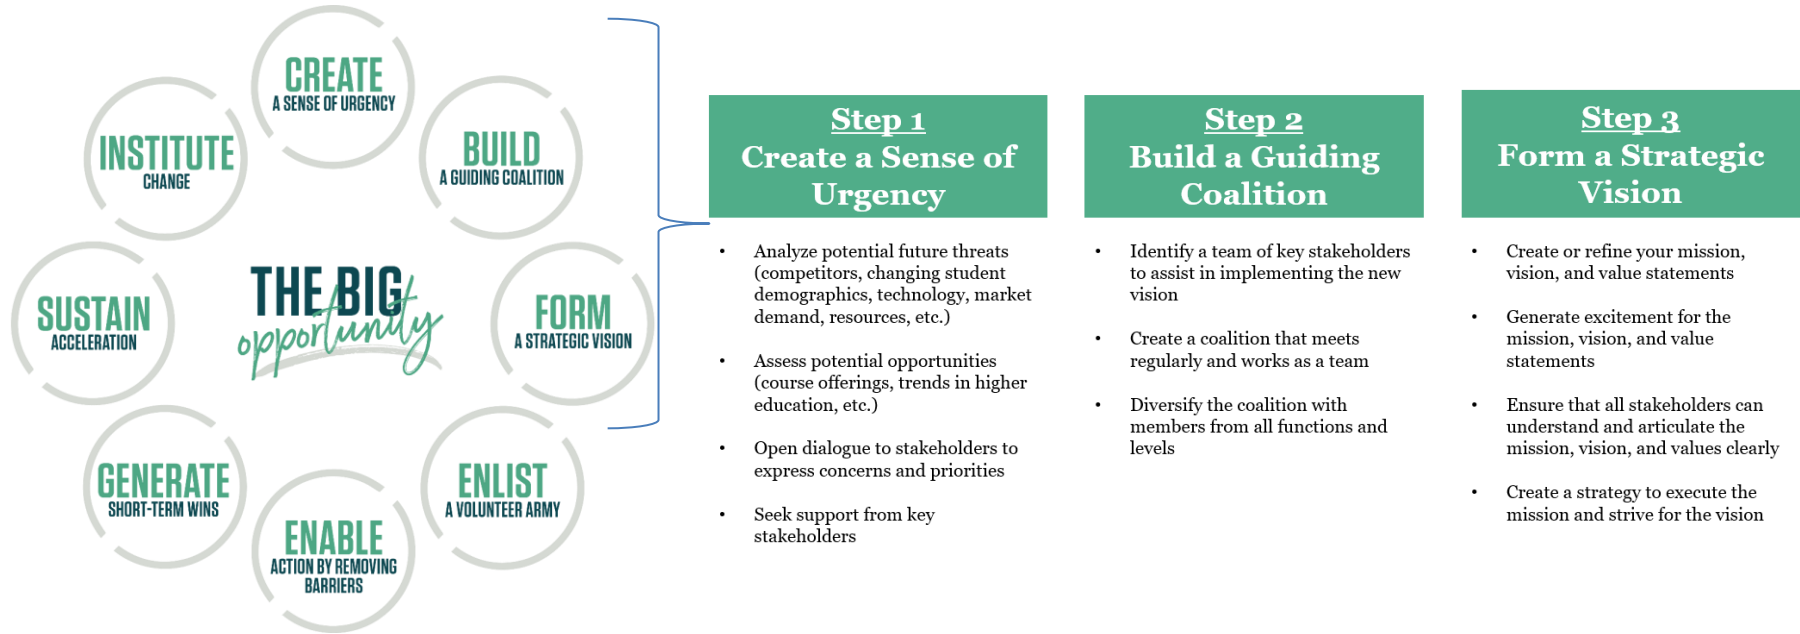 CREATE
A SENSE OF URGENCY
BUILD
A GUIDING COALITION
FORM
A STRATEGIC VISION
ENLIST
A VOLUNTEER ARMY
ENABLE
ACTION BY REMOVING
BARRIERS
GENERATE
SHORT-TERM WINS
SUSTAIN
ACCELERATION
INSTITUTE
CHANGE
THE BIG
opportunity
Step 1
Create a Sense of
Urgency
• Analyze potential future threats
(competitors, changing student
demographics, technology, market
demand, resources, etc.)
• Assess potential opportunities
(course offerings, trends in higher
education, etc.)
• Open dialogue to stakeholders to
express concerns and priorities
• Seek support from key
stakeholders
Step 2
Build a Guiding
Coalition
• Identify a team of key stakeholders
to assist in implementing the new
vision
• Create a coalition that meets
regularly and works as a team
• Diversify the coalition with
members from all functions and
levels
Step 3
Form a Strategic
Vision
• Create or refine your mission,
vision, and value statements
• Generate excitement for the
mission, vision, and value
statements
• Ensure that all stakeholders can
understand and articulate the
mission, vision, and values clearly
• Create a strategy to execute the
mission and strive for the vision